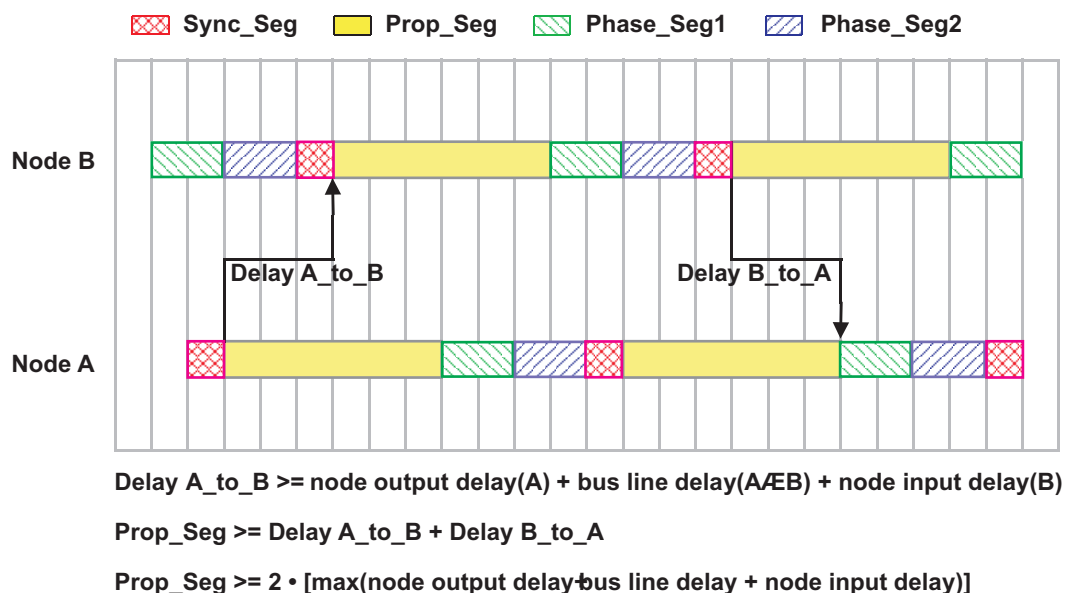 Sync_Seg Prop_Seg Phase_Seg1 Phase_Seg2
Node B
Delay A_to_B Delay B_to_A
Node A
Delay A_to_B >= node output delay(A) + bus line delay(AÆB) + node input delay(B)
Prop_Seg >= Delay A_to_B + Delay B_to_A
Prop_Seg >= 2 • [max(node output delay+bus line delay + node input delay)]